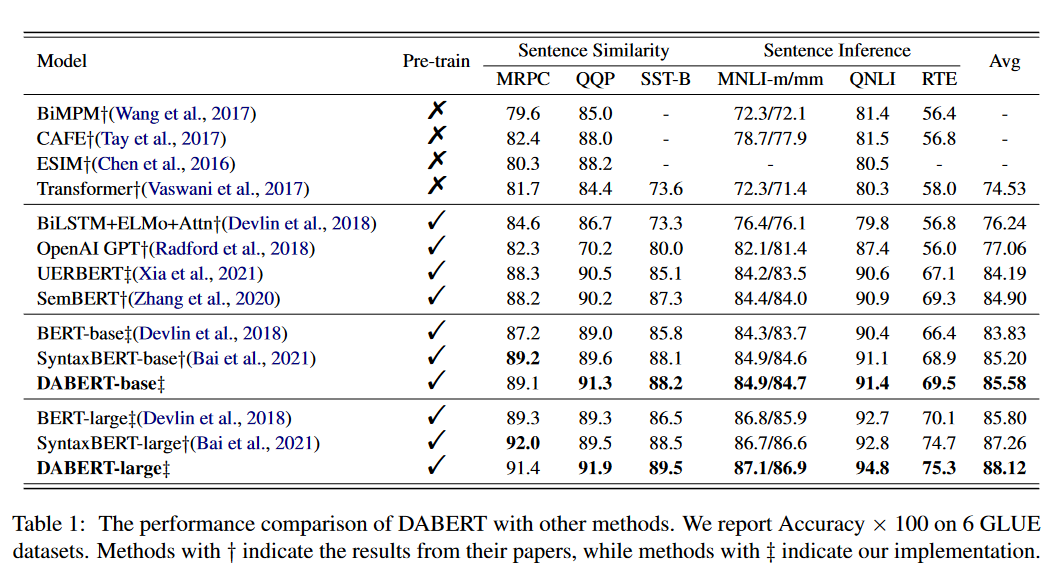 Model Pre-train Sentence Similarity Sentence Inference Avg
MRPC QQP SST-B MNLI-m/mm QNLI RTE
BiMPM†(Wang et al., 2017) ✗ 79.6 85.0 - 72.3/72.1 81.4 56.4 -
CAFE†(Tay et al., 2017) ✗ 82.4 88.0 - 78.7/77.9 81.5 56.8 -
ESIM†(Chen et al., 2016) ✗ 80.3 88.2 - - 80.5 - -
Transformer†(Vaswani et al., 2017) ✗ 81.7 84.4 73.6 72.3/71.4 80.3 58.0 74.53
BiLSTM+ELMo+Attn†(Devlin et al., 2018) ✓ 84.6 86.7 73.3 76.4/76.1 79.8 56.8 76.24
OpenAI GPT†(Radford et al., 2018) ✓ 82.3 70.2 80.0 82.1/81.4 87.4 56.0 77.06
UERBERT‡(Xia et al., 2021) ✓ 88.3 90.5 85.1 84.2/83.5 90.6 67.1 84.19
SemBERT†(Zhang et al., 2020) ✓ 88.2 90.2 87.3 84.4/84.0 90.9 69.3 84.90
BERT-base‡(Devlin et al., 2018) ✓ 87.2 89.0 85.8 84.3/83.7 90.4 66.4 83.83
SyntaxBERT-base†(Bai et al., 2021) ✓ 89.2 89.6 88.1 84.9/84.6 91.1 68.9 85.20
DABERT-base‡ ✓ 89.1 91.3 88.2 84.9/84.7 91.4 69.5 85.58
BERT-large‡(Devlin et al., 2018) ✓ 89.3 89.3 86.5 86.8/85.9 92.7 70.1 85.80
SyntaxBERT-large†(Bai et al., 2021) ✓ 92.0 89.5 88.5 86.7/86.6 92.8 74.7 87.26
DABERT-large‡ ✓ 91.4 91.9 89.5 87.1/86.9 94.8 75.3 88.12
Table 1: The performance comparison of DABERT with other methods. We report Accuracy × 100 on 6 GLUE
datasets. Methods with † indicate the results from their papers, while methods with ‡ indicate our implementation.